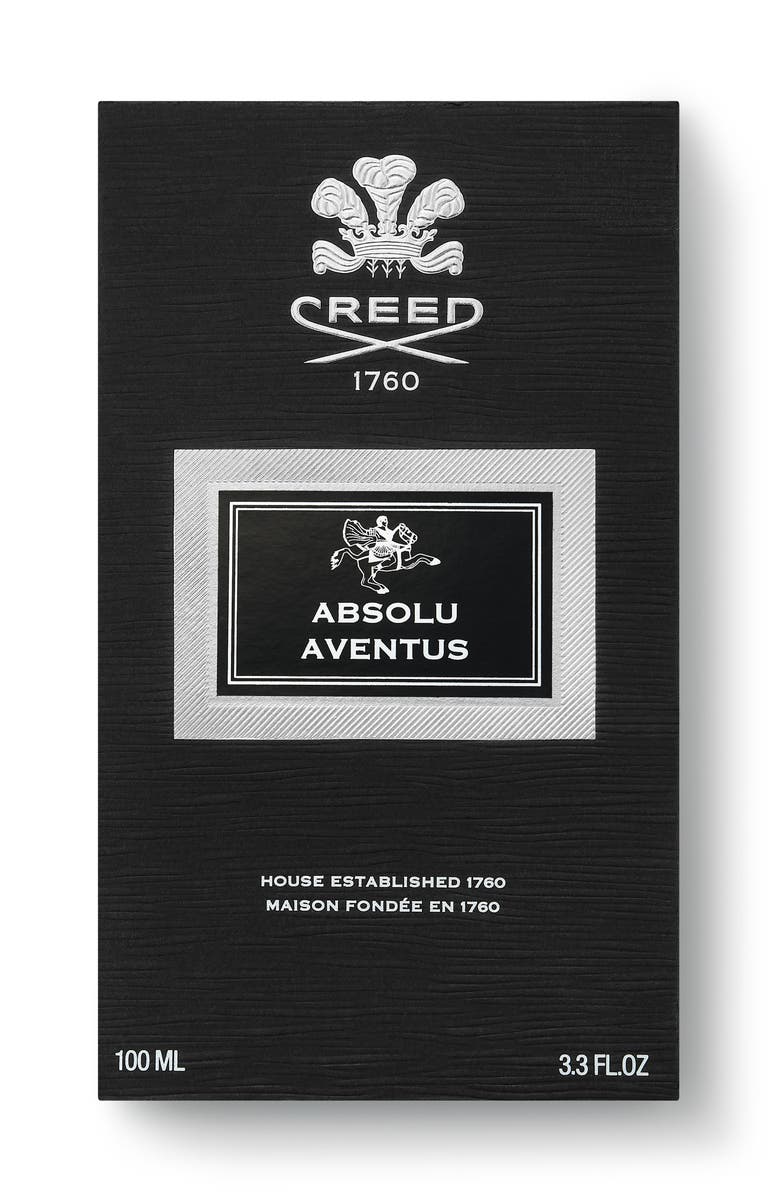 CREED
1760
ABSOLU
AVENTUS
HOUSE ESTABLISHED 1760
MAISON FONDÉE EN 1760
100 ML
3.3 FL.OZ